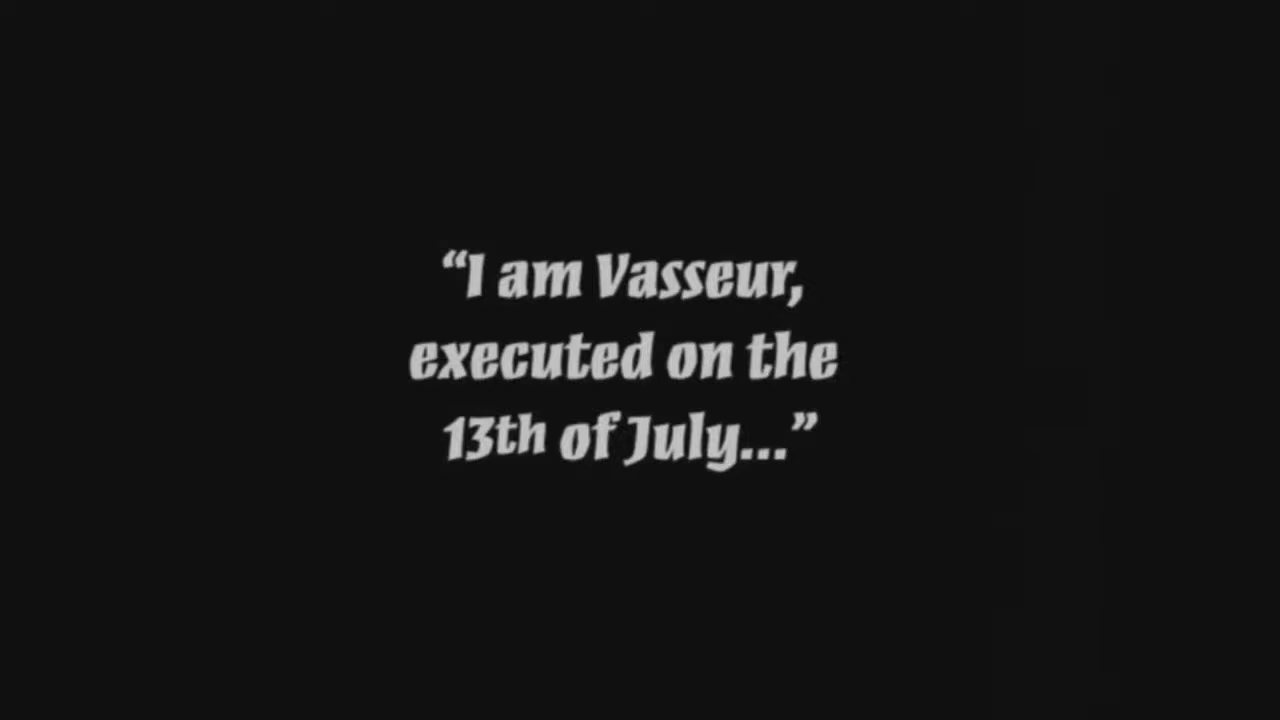 “I am Vasseur,
executed on the
13th of July...”